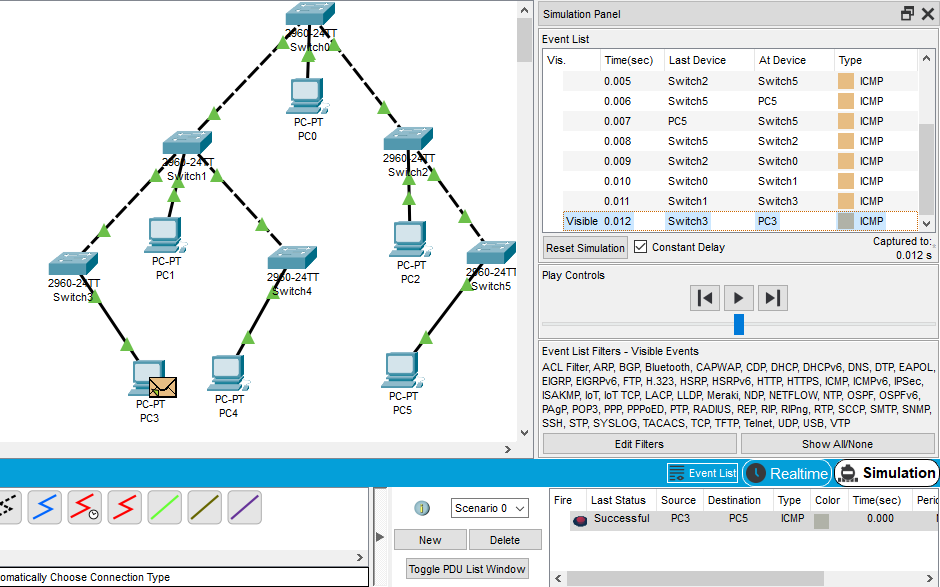 2960-24TT
Switch0
PC-PT
PC0
2960-24TT
Switch1
2960-24TT
Switch2
PC-PT
PC1
PC-PT
PC2
2960-24TT
Switch3
2960-24TT
Switch4
2960-24TT
Switch5
PC-PT
PC3
PC-PT
PC4
PC-PT
PC5
Simulation Panel
Event List
Vis. Time(sec) Last Device At Device Type
0.005 Switch2 Switch5 ICMP
0.006 Switch5 PC5 ICMP
0.007 PC5 Switch5 ICMP
0.008 Switch5 Switch2 ICMP
0.009 Switch2 Switch0 ICMP
0.010 Switch0 Switch1 ICMP
0.011 Switch1 Switch3 ICMP
Visible 0.012 Switch3 PC3 ICMP
Reset Simulation Constant Delay Captured to:
0.012 s
Play Controls
Event List Filters - Visible Events
ACL Filter, ARP, BGP, Bluetooth, CAPWAP, CDP, DHCP, DHCPv6, DNS, DTP, EAPOL,
EIGRP, EIGRPv6, FTP, H.323, HSRP, HSRPv6, HTTP, HTTPS, ICMP, ICMPv6, IPSec,
ISAKMP, IoT, IoT TCP, LACP, LLDP, Meraki, NDP, NETFLOW, NTP, OSPF, OSPFv6,
PAgP, POP3, PPP, PPPoED, PTP, RADIUS, REP, RIP, RIPng, RTP, SCCP, SMTP, SNMP,
SSH, STP, SYSLOG, TACACS, TCP, TFTP, Telnet, UDP, USB, VTP
Edit Filters Show All/None
Event List Realtime Simulation
Scenario 0
New Delete
Toggle PDU List Window
Fire Last Status Source Destination Type Color Time(sec) Perio
Successful PC3 PC5 ICMP 0.000
omatically Choose Connection Type